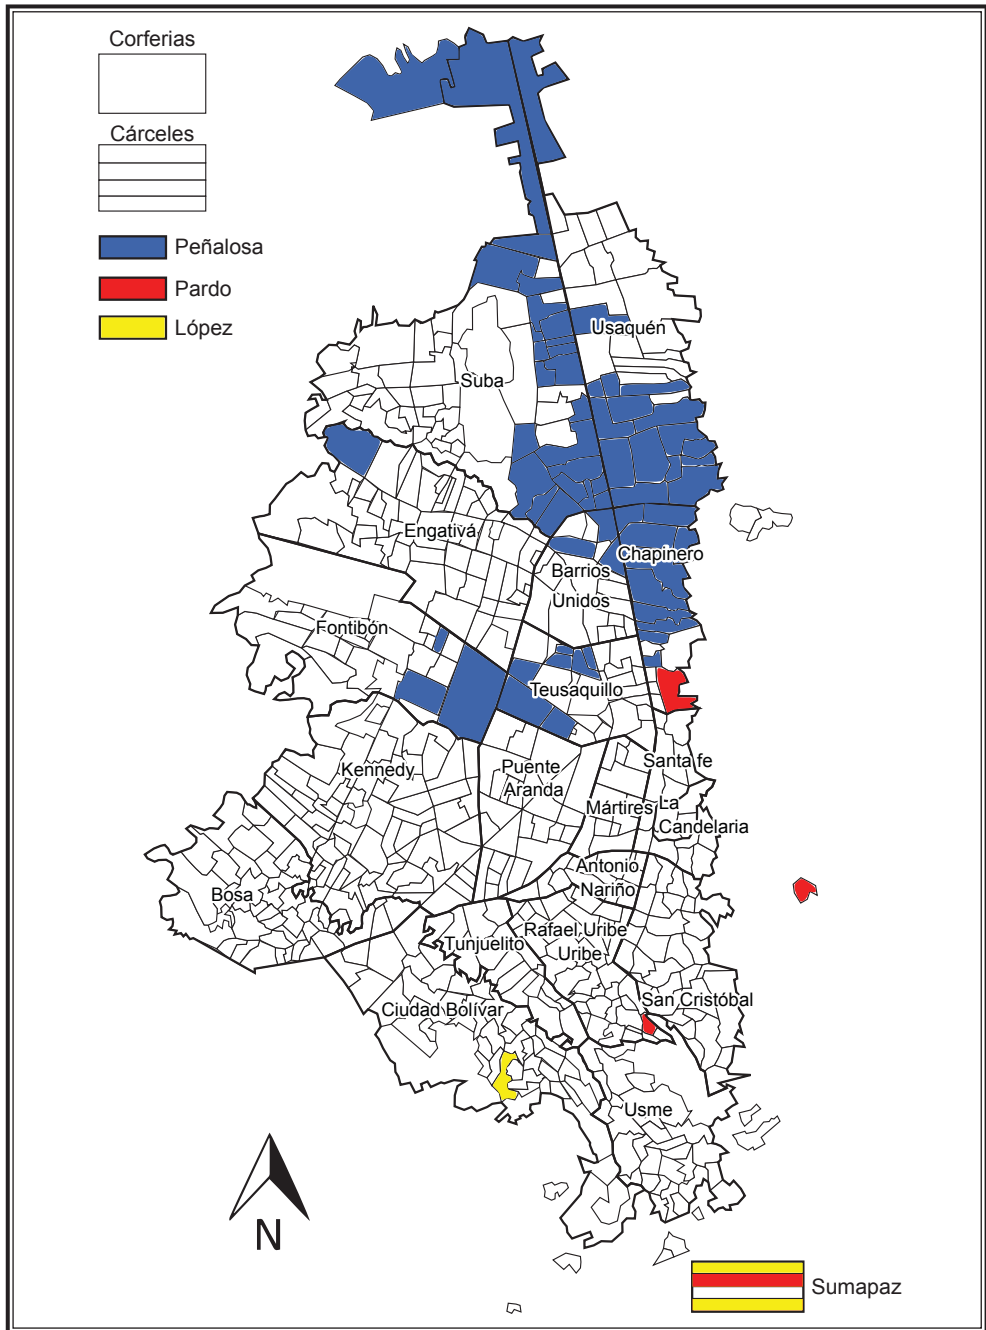 Corferias
Cárceles
Peñalosa
Pardo
López
Usaquén
Suba
Engativá
Chapinero
Barrios
Unidos
Fontibón
Teusaquillo
Santa fe
Kennedy
Puente
Aranda
Mártires
La
Candelaria
Antonio
Nariño
Bosa
Rafael Uribe
Uribe
Tunjuelito
San Cristóbal
Ciudad Bolívar
Usme
N
Sumapaz